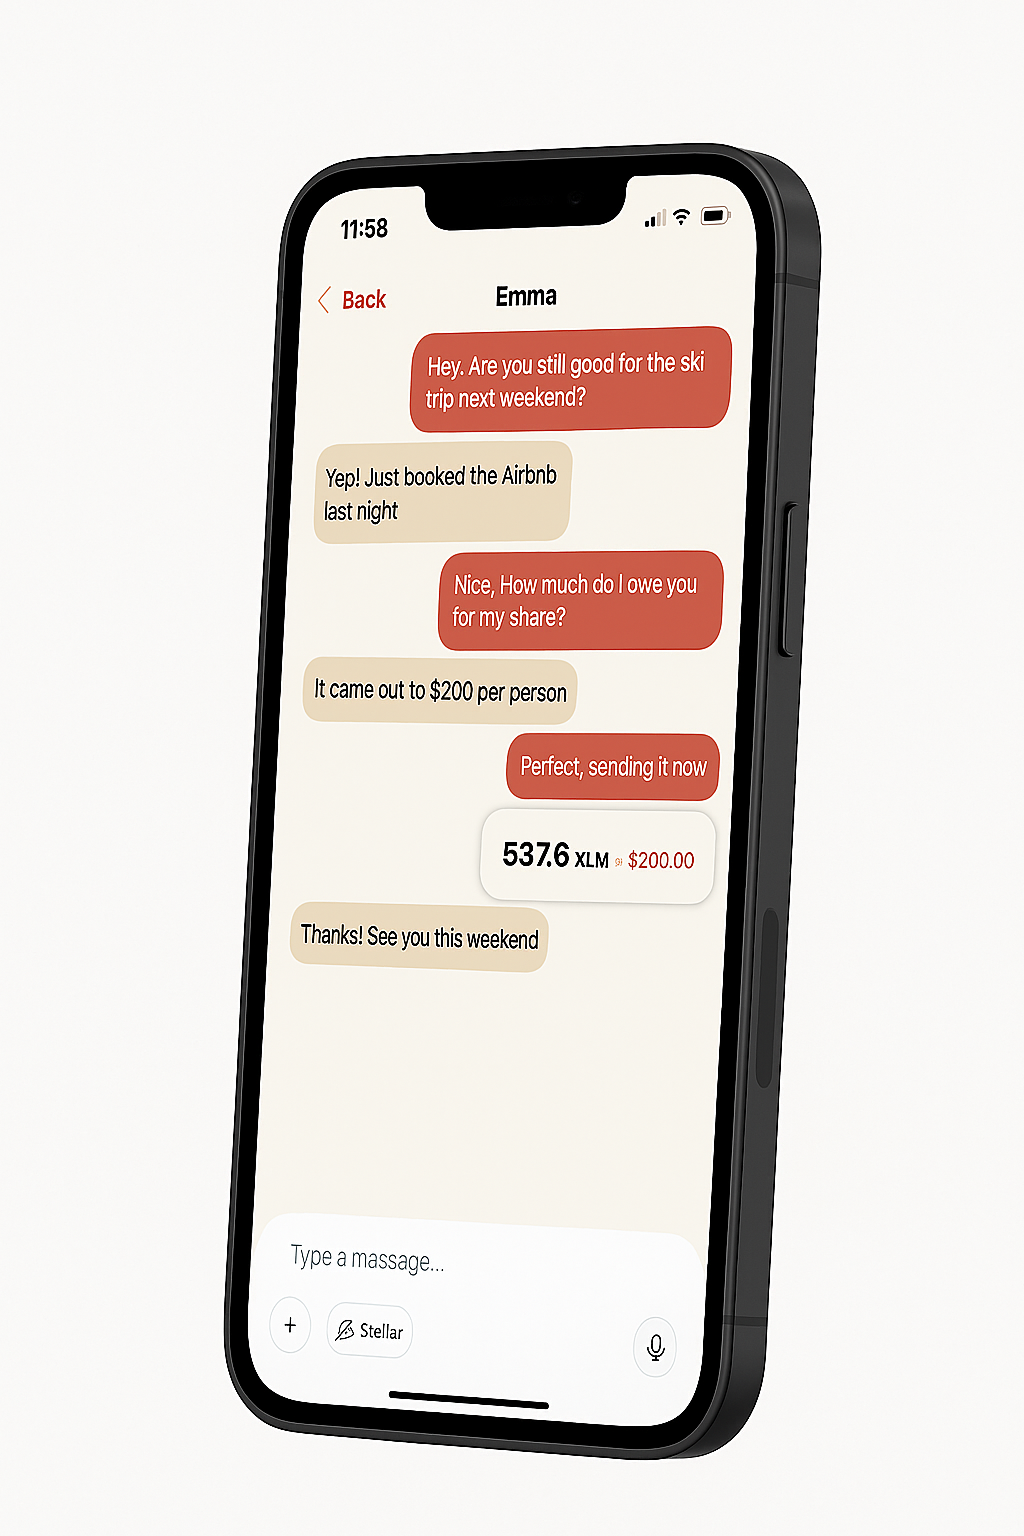 11:58
Back
Emma
Hey. Are you still good for the ski
trip next weekend?
Yep! Just booked the Airbnb
last night
Nice, How much do I owe you
for my share?
It came out to $200 per person
Perfect, sending it now
537.6 XLM $200.00
Thanks! See you this weekend
Type a massage...
+
Stellar